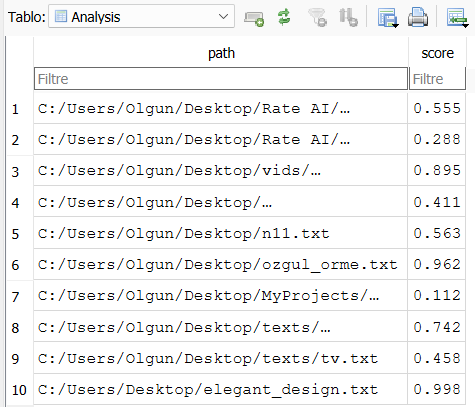 Tablo: Analysis
path score
Filtre Filtre
1 C:/Users/Olgun/Desktop/Rate AI/… 0.555
2 C:/Users/Olgun/Desktop/Rate AI/… 0.288
3 C:/Users/Olgun/Desktop/vids/… 0.895
4 C:/Users/Olgun/Desktop/… 0.411
5 C:/Users/Olgun/Desktop/n11.txt 0.563
6 C:/Users/Olgun/Desktop/ozgul_orme.txt 0.962
7 C:/Users/Olgun/Desktop/MyProjects/… 0.112
8 C:/Users/Olgun/Desktop/texts/… 0.742
9 C:/Users/Olgun/Desktop/texts/tv.txt 0.458
10 C:/Users/Desktop/elegant_design.txt 0.998